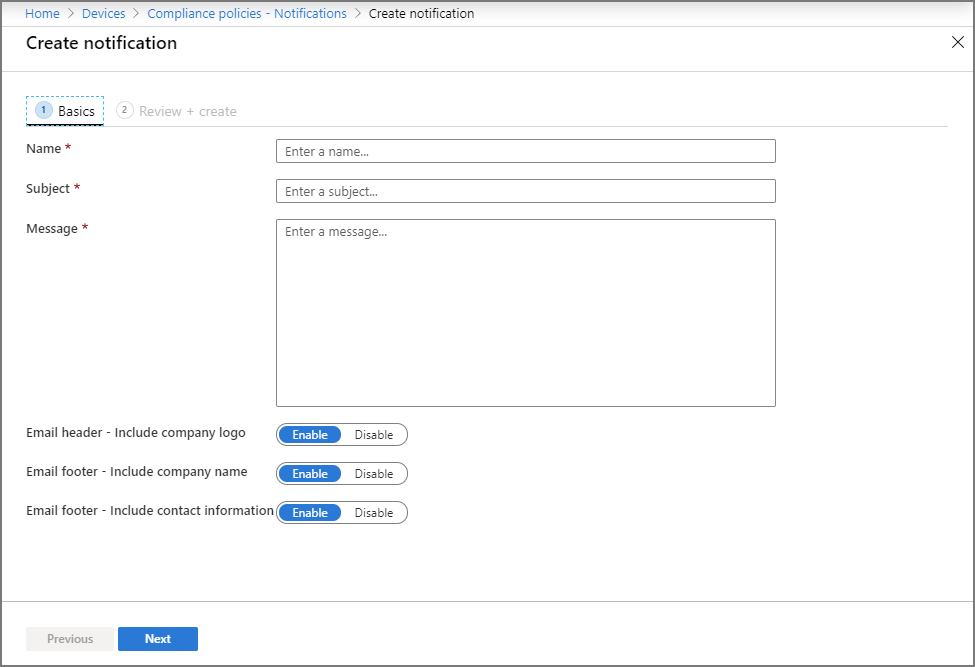 Home > Devices > Compliance policies - Notifications > Create notification
Create notification
1 Basics 2 Review + create
Name * Enter a name...
Subject * Enter a subject...
Message * Enter a message...
Email header - Include company logo Enable Disable
Email footer - Include company name Enable Disable
Email footer - Include contact information Enable Disable
Previous Next